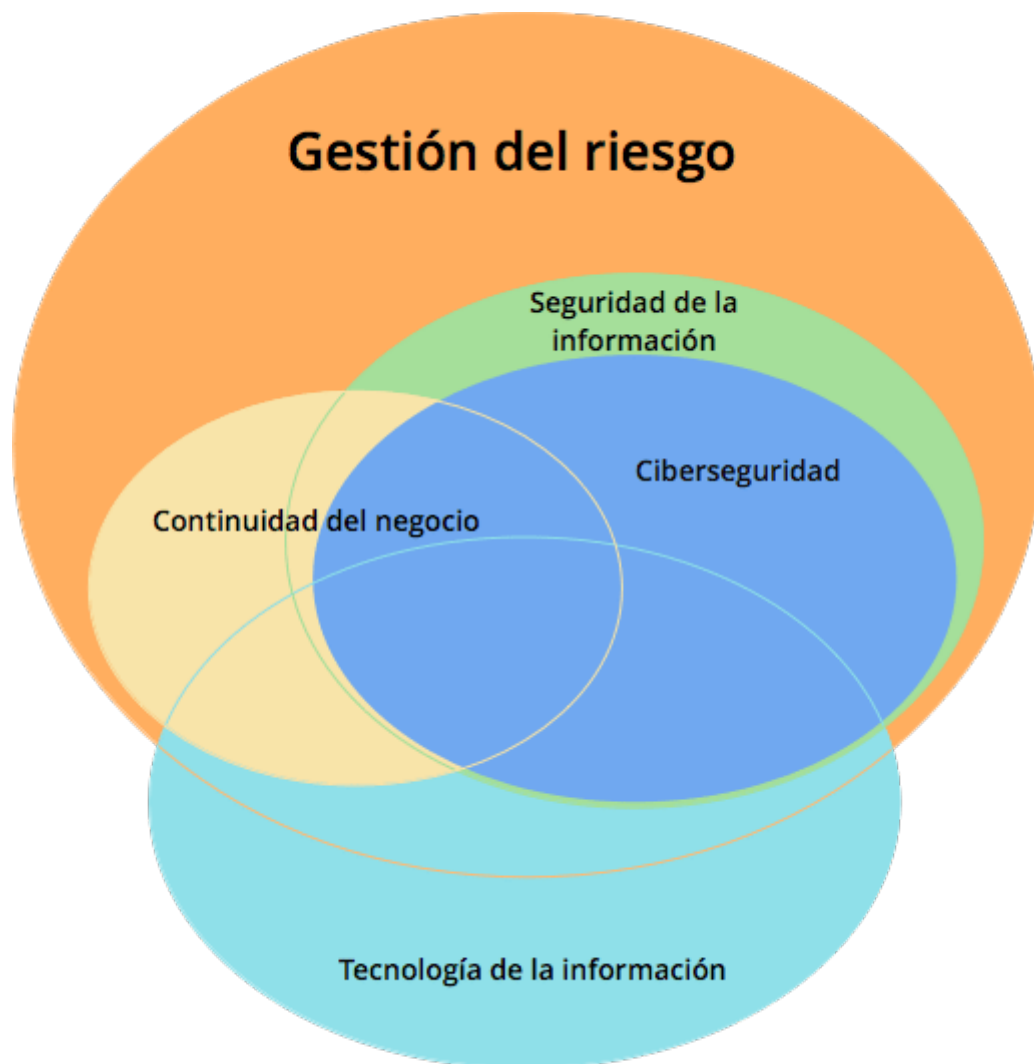 Gestión del riesgo
Seguridad de la
información
Ciberseguridad
Continuidad del negocio
Tecnología de la información